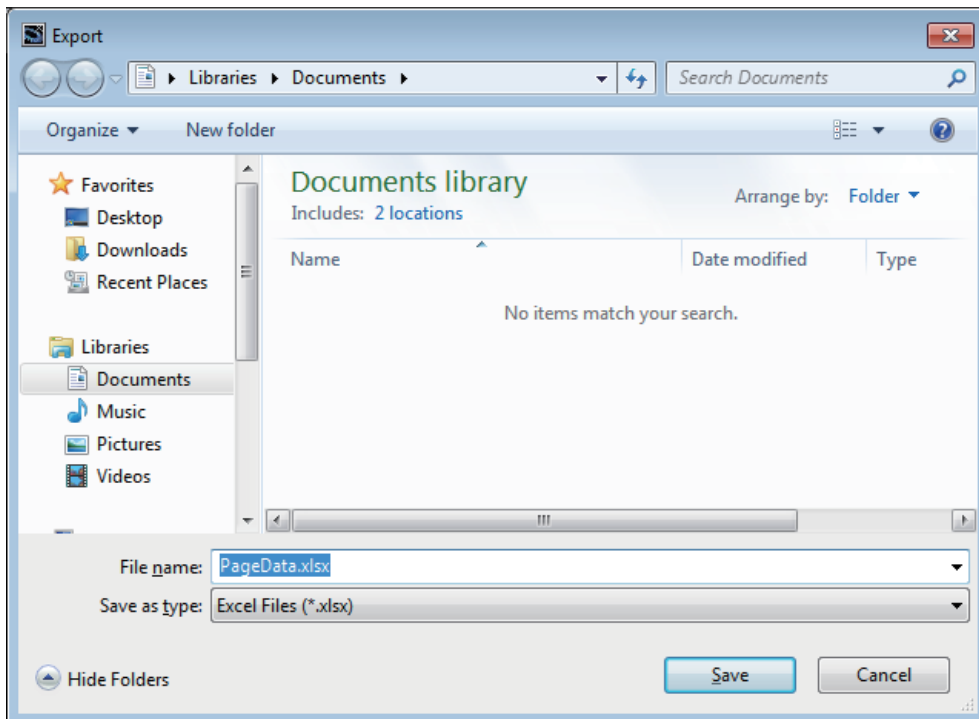 Export
Libraries Documents
Search Documents
Organize New folder
Favorites
Desktop
Downloads
Recent Places
Libraries
Documents
Music
Pictures
Videos
Documents library
Includes: 2 locations
Arrange by: Folder
Name Date modified Type
No items match your search.
File name: PageData.xlsx
Save as type: Excel Files (*.xlsx)
Hide Folders
Save Cancel